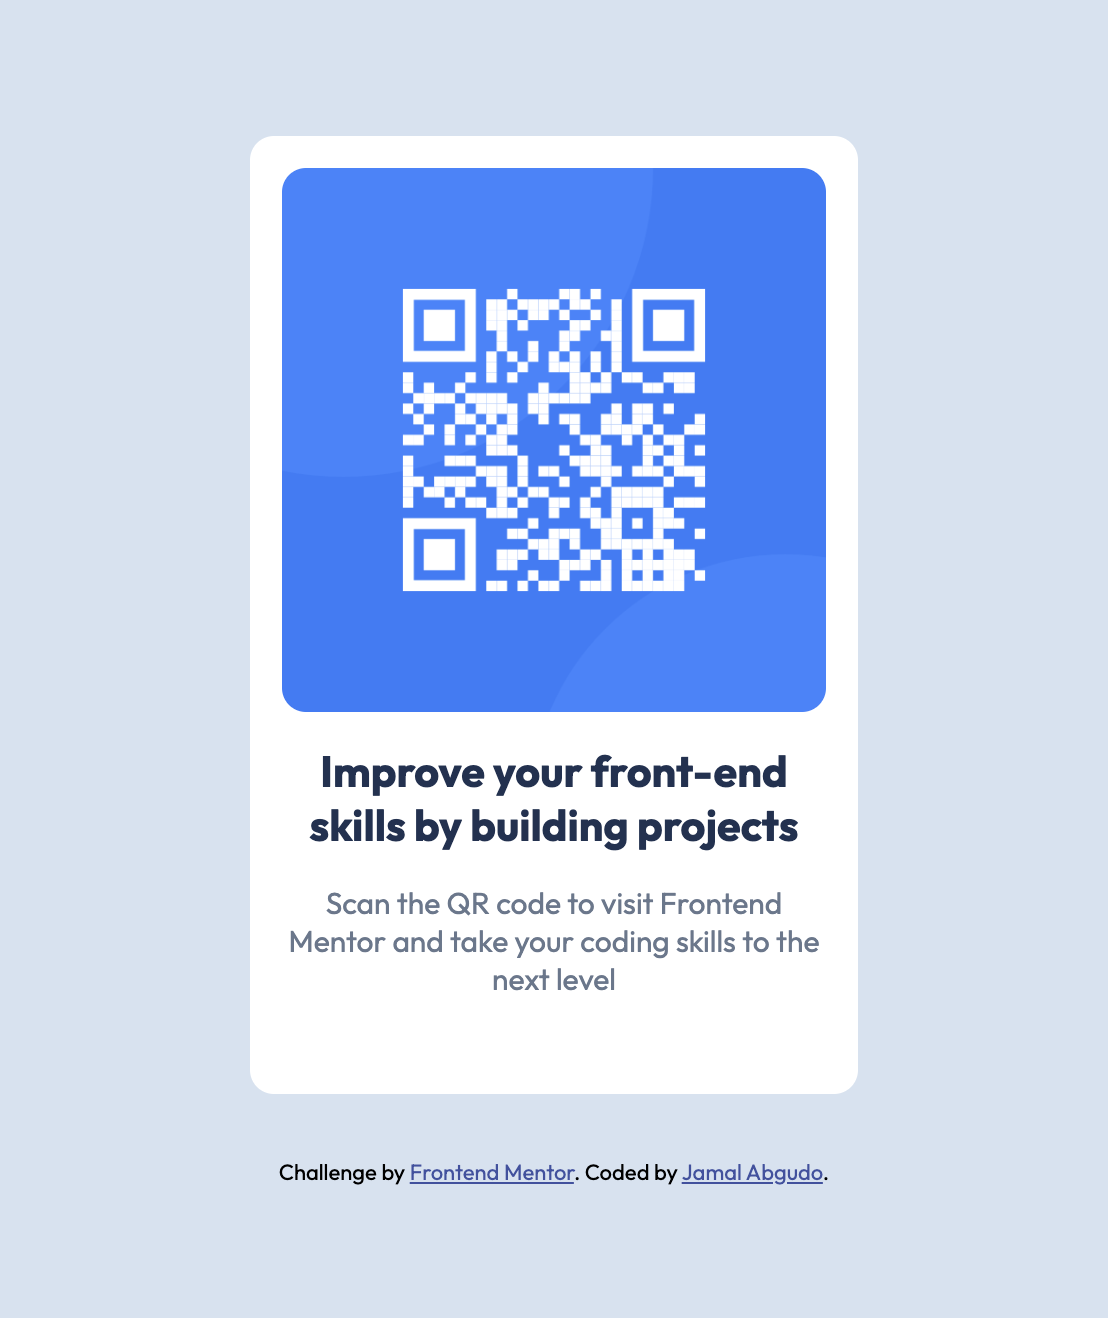 Improve your front-end
skills by building projects
Scan the QR code to visit Frontend
Mentor and take your coding skills to the
next level
Challenge by Frontend Mentor. Coded by Jamal Abgudo.